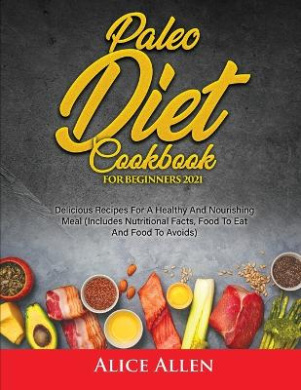 Paleo
Diet
Cookbook
FOR BEGINNERS 2021
Delicious Recipes For A Healthy And Nourishing
Meal (Includes Nutritional Facts, Food To Eat
And Food To Avoids)
ALICE ALLEN